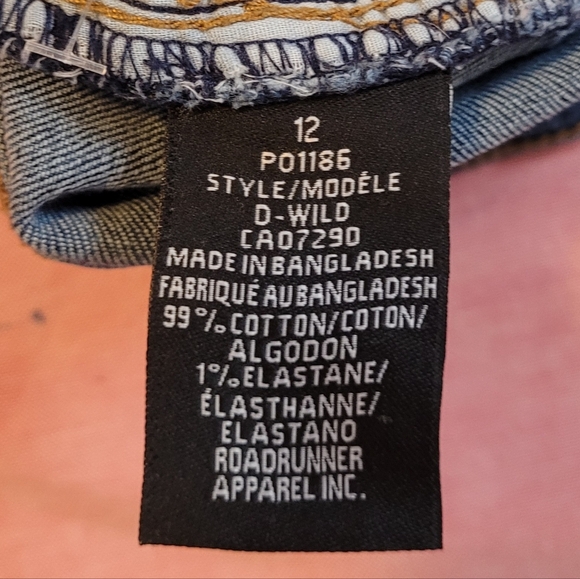 12
PO1186
STYLE/MODÉLE
D-WILD
CA07290
MADE IN BANGLADESH
FABRIQUÉ AU BANGLADESH
99%COTTON/COTON/
ALGODON
1%ELASTANE/
ÉLASTHANNE/
ELASTANO
ROADRUNNER
APPAREL INC.